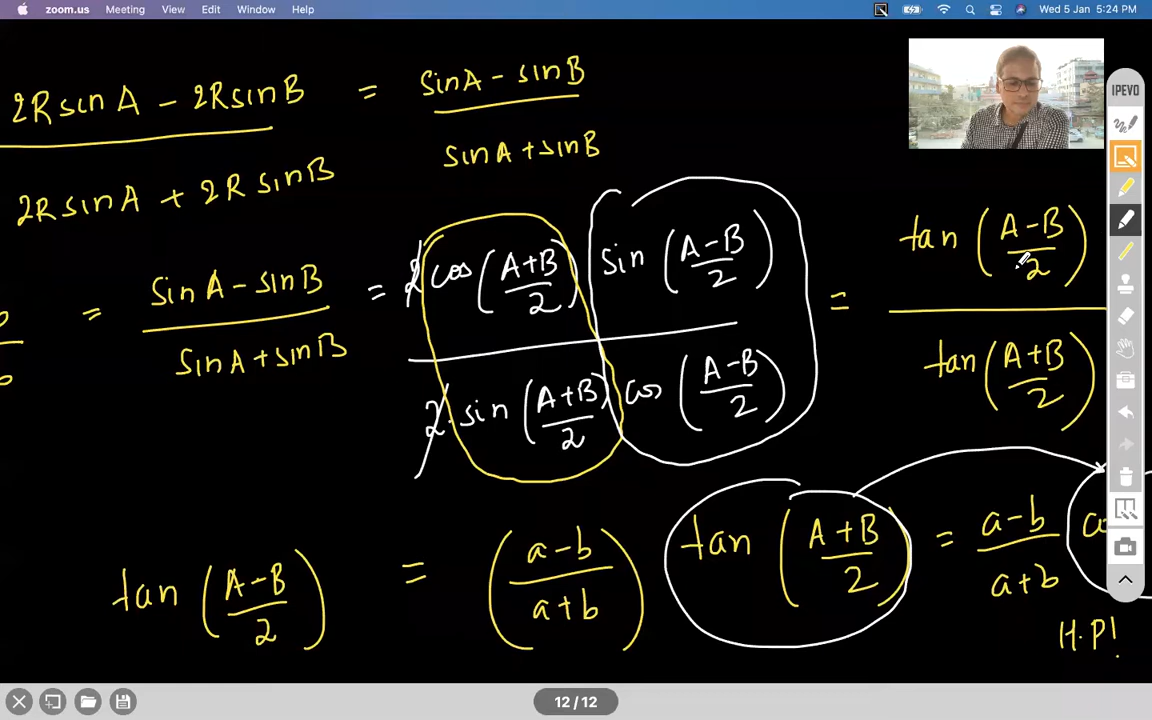 zoom.us Meeting View Edit Window Help Wed 5 Jan 5:24 PM
IPEVO
2R sin A - 2R sin B = sin A - sin B
2R sin A + 2R sin B sin A + sin B
= sin A - sin B = 2 cos (A+B/2) sin (A-B/2) = tan (A-B/2)
sin A + sin B 2 · sin (A+B/2) cos (A-B/2) tan (A+B/2)
tan (A-B/2) = (a-b/a+b) tan (A+B/2) = a-b/a+b
H.P!
12 / 12